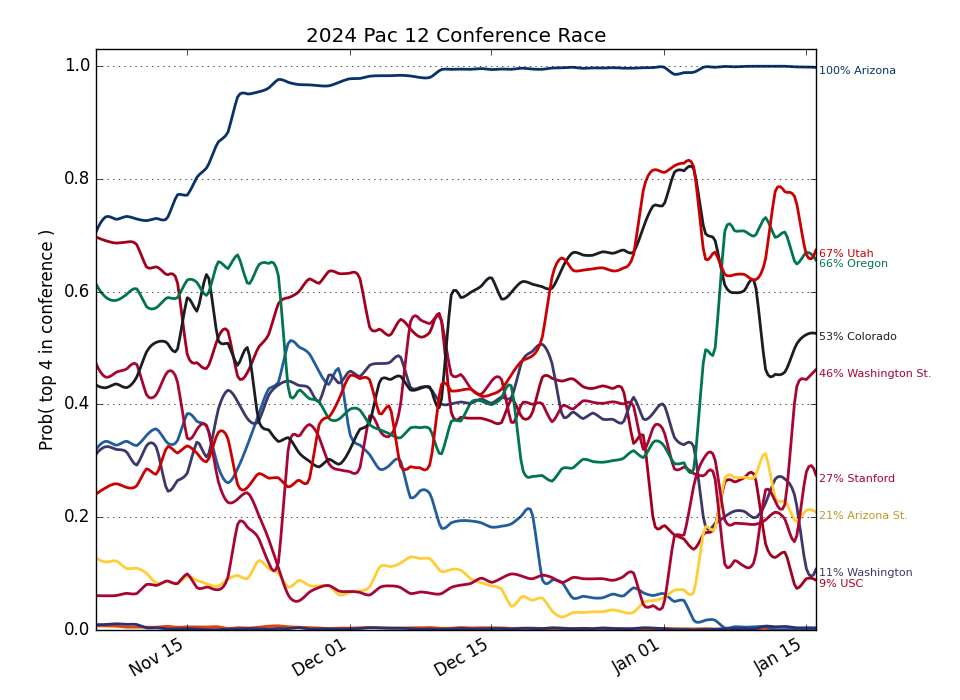 2024 Pac 12 Conference Race
Prob( top 4 in conference )
1.0
0.8
0.6
0.4
0.2
0.0
Nov 15
Dec 01
Dec 15
Jan 01
Jan 15
100% Arizona
67% Utah
66% Oregon
53% Colorado
46% Washington St.
27% Stanford
21% Arizona St.
11% Washington
9% USC